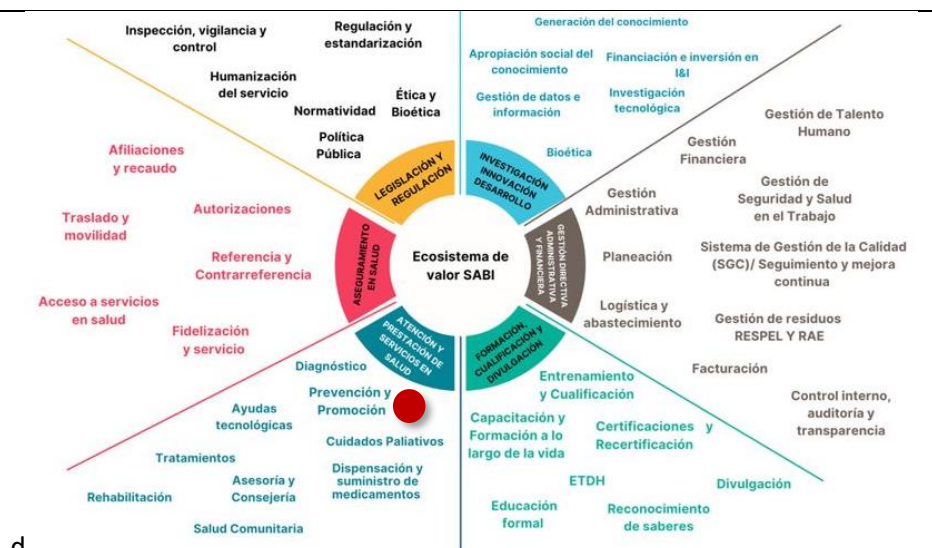 Inspección, vigilancia y
control
Regulación y
estandarización
Humanización
del servicio
Normatividad
Ética y
Bioética
Política
Pública
LEGISLACIÓN Y
REGULACIÓN
Generación del conocimiento
Apropiación social del
conocimiento
Financiación e inversión en
I&I
Gestión de datos e
información
Investigación
tecnológica
Bioética
INVESTIGACIÓN
INNOVACIÓN
DESARROLLO
Gestión de Talento
Humano
Gestión
Financiera
Gestión
Administrativa
Gestión de
Seguridad y Salud
en el Trabajo
Planeación
Sistema de Gestión de la Calidad
(SGC)/ Seguimiento y mejora
continua
Logística y
abastecimiento
Gestión de residuos
RESPEL Y RAE
Facturación
Control interno,
auditoría y
transparencia
GESTIÓN DIRECTIVA
ADMINISTRATIVA
Y FINANCIERA
Afiliaciones
y recaudo
Autorizaciones
Traslado y
movilidad
Referencia y
Contrarreferencia
Acceso a servicios
en salud
Fidelización
y servicio
ASEGURAMIENTO
EN SALUD
Ecosistema de
valor SABI
ATENCIÓN Y
PRESTACIÓN DE
SERVICIOS EN
SALUD
Diagnóstico
Prevención y
Promoción
Ayudas
tecnológicas
Cuidados Paliativos
Tratamientos
Dispensación y
suministro de
medicamentos
Asesoría y
Consejería
Rehabilitación
Salud Comunitaria
FORMACIÓN,
CUALIFICACIÓN y
DIVULGACIÓN
Entrenamiento
y Cualificación
Capacitación y
Formación a lo
largo de la vida
Certificaciones y
Recertificación
ETDH
Divulgación
Educación
formal
Reconocimiento
de saberes
d